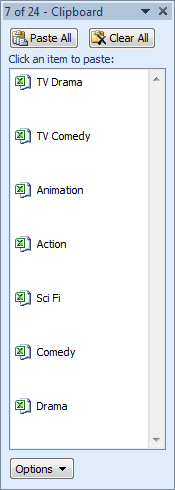 7 of 24 - Clipboard
Paste All
Clear All
Click an item to paste:
TV Drama
TV Comedy
Animation
Action
Sci Fi
Comedy
Drama
Options